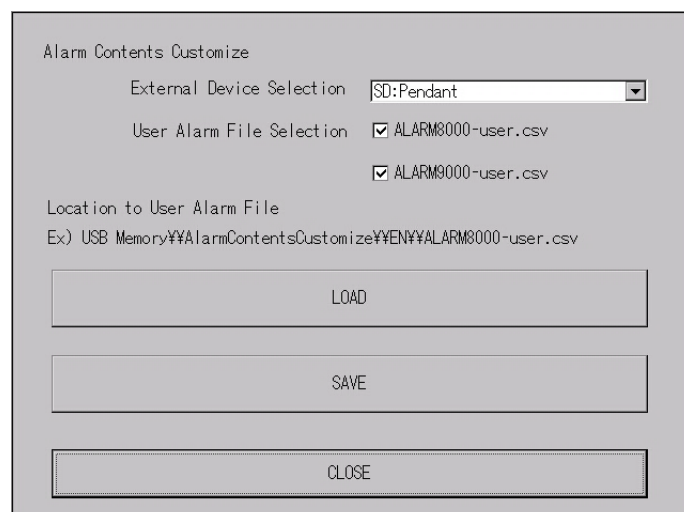 Alarm Contents Customize
External Device Selection SD:Pendant
User Alarm File Selection ALARM8000-user.csv
ALARM9000-user.csv
Location to User Alarm File
Ex) USB Memory¥¥AlarmContentsCustomize¥¥EN¥¥ALARM8000-user.csv
LOAD
SAVE
CLOSE